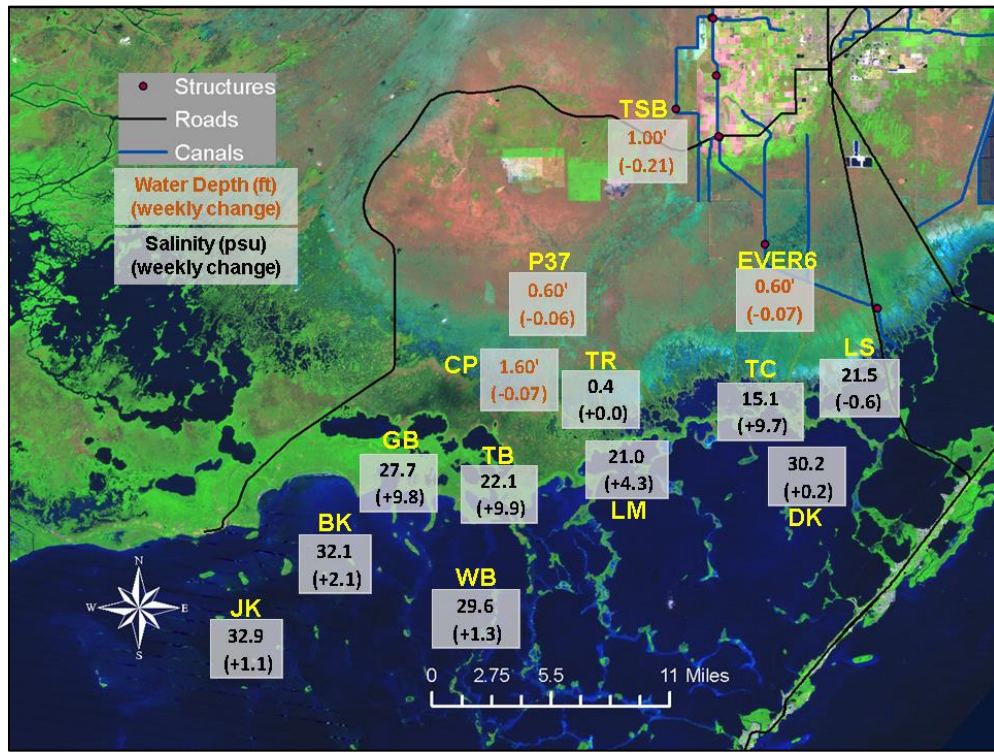 Structures
Roads
Canals
Water Depth (ft)
(weekly change)
Salinity (psu)
(weekly change)
TSB
1.00'
(-0.21)
P37
0.60'
(-0.06)
EVER6
0.60'
(-0.07)
CP
1.60'
(-0.07)
TR
0.4
(+0.0)
TC
15.1
(+9.7)
LS
21.5
(-0.6)
GB
27.7
(+9.8)
TB
22.1
(+9.9)
21.0
(+4.3)
LM
30.2
(+0.2)
DK
BK
32.1
(+2.1)
WB
29.6
(+1.3)
JK
32.9
(+1.1)
N
W E
S
0 2.75 5.5 11 Miles